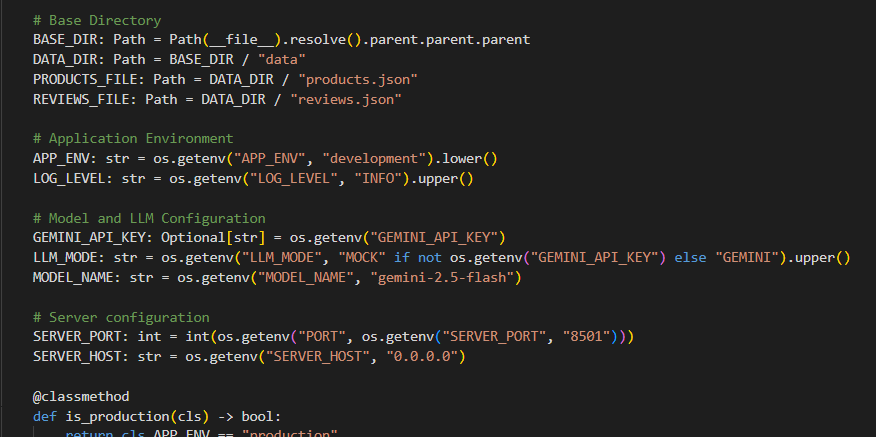 # Base Directory
BASE_DIR: Path = Path(__file__).resolve().parent.parent.parent
DATA_DIR: Path = BASE_DIR / "data"
PRODUCTS_FILE: Path = DATA_DIR / "products.json"
REVIEWS_FILE: Path = DATA_DIR / "reviews.json"
# Application Environment
APP_ENV: str = os.getenv("APP_ENV", "development").lower()
LOG_LEVEL: str = os.getenv("LOG_LEVEL", "INFO").upper()
# Model and LLM Configuration
GEMINI_API_KEY: Optional[str] = os.getenv("GEMINI_API_KEY")
LLM_MODE: str = os.getenv("LLM_MODE", "MOCK" if not os.getenv("GEMINI_API_KEY") else "GEMINI").upper()
MODEL_NAME: str = os.getenv("MODEL_NAME", "gemini-2.5-flash")
# Server configuration
SERVER_PORT: int = int(os.getenv("PORT", os.getenv("SERVER_PORT", "8501")))
SERVER_HOST: str = os.getenv("SERVER_HOST", "0.0.0.0")
@classmethod
def is_production(cls) -> bool:
return cls.APP_ENV == "production"